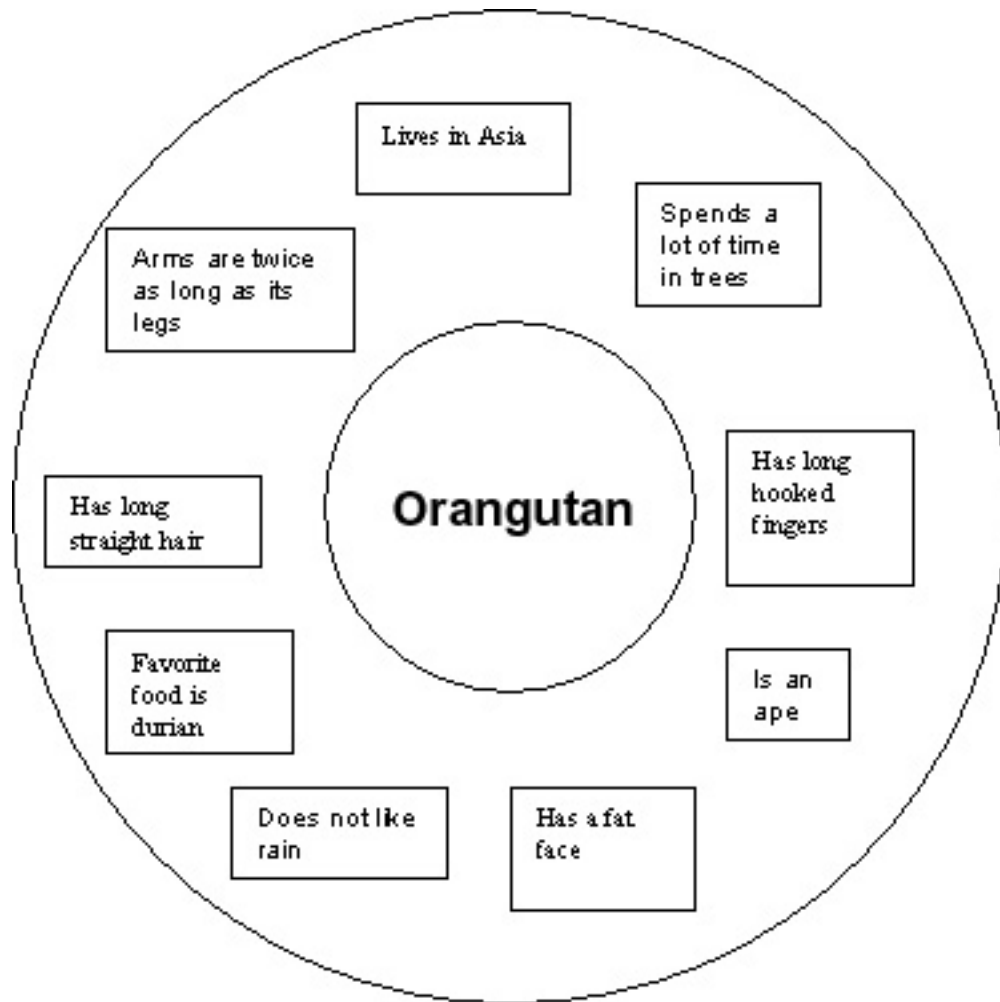 Lives in Asia
Spends a
lot of time
in trees
Arms are twice
as long as its
legs
Has long
hooked
fingers
Orangutan
Has long
straight hair
Favorite
food is
durian
Is an
ape
Does not like
rain
Has a fat
face